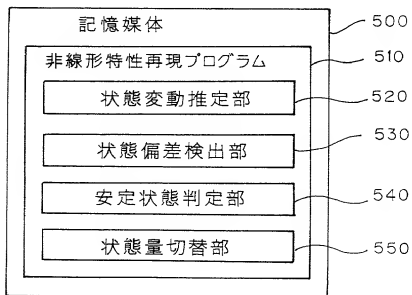 記憶媒体
500
非線形特性再現プログラム
510
状態変動推定部
520
状態偏差検出部
530
安定状態判定部
540
状態量切替部
550